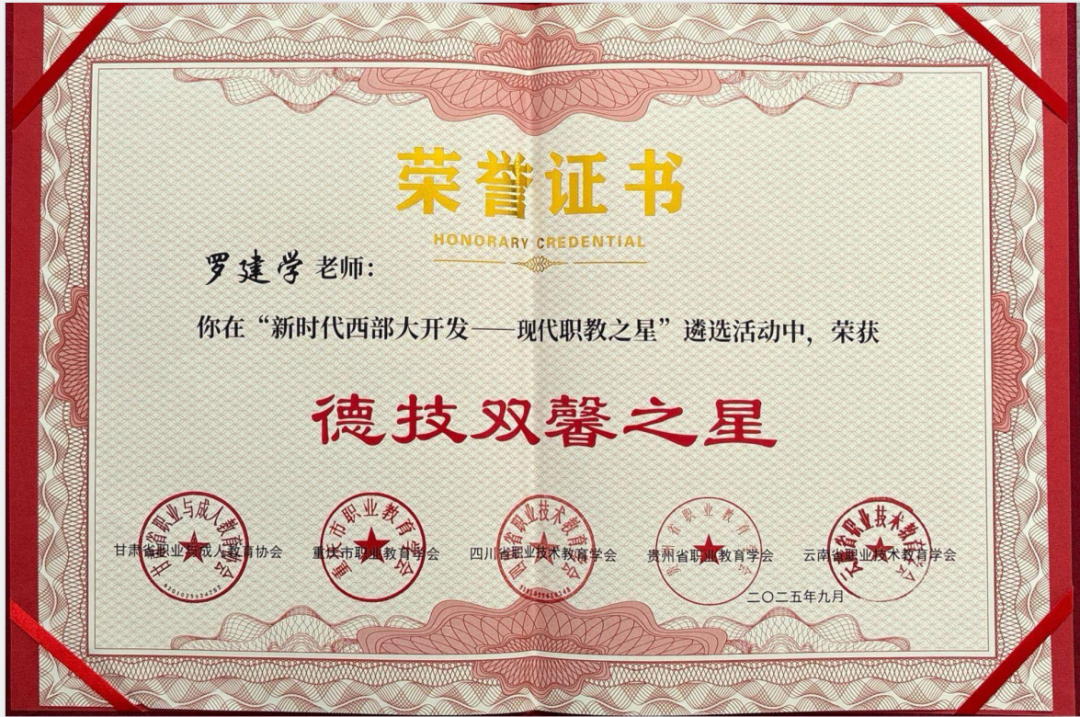 荣誉证书
HONORARY CREDENTIAL
罗建学 老师：
你在“新时代西部大开发——现代职教之星”遴选活动中，荣获
德技双馨之星
甘肃省职业与成人教育协会 重庆市职业教育学会 四川省职业技术教育学会 贵州省职业教育学会 云南省职业技术教育学会
二〇二五年九月